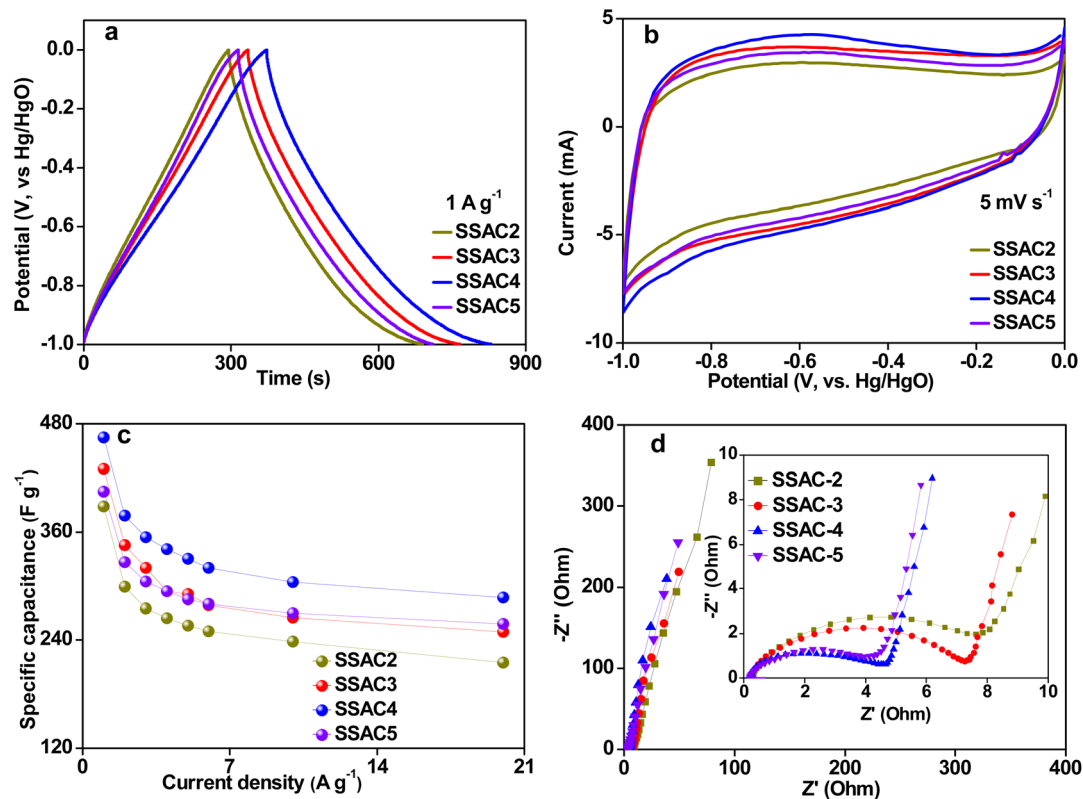 a
0.0
-0.2
-0.4
-0.6
-0.8
-1.0
Potential (V, vs Hg/HgO)
1 A g⁻¹
SSAC2
SSAC3
SSAC4
SSAC5
0
300
600
900
Time (s)
b
5
0
-5
-10
Current (mA)
5 mV s⁻¹
SSAC2
SSAC3
SSAC4
SSAC5
-1.0
-0.8
-0.6
-0.4
-0.2
0.0
Potential (V, vs. Hg/HgO)
c
480
360
240
120
Specific capacitance (F g⁻¹)
SSAC2
SSAC3
SSAC4
SSAC5
7
14
21
Current density (A g⁻¹)
d
400
300
200
100
0
-Z'' (Ohm)
10
8
6
4
2
0
-Z'' (Ohm)
SSAC-2
SSAC-3
SSAC-4
SSAC-5
0
2
4
6
8
10
Z' (Ohm)
0
100
200
300
400
Z' (Ohm)